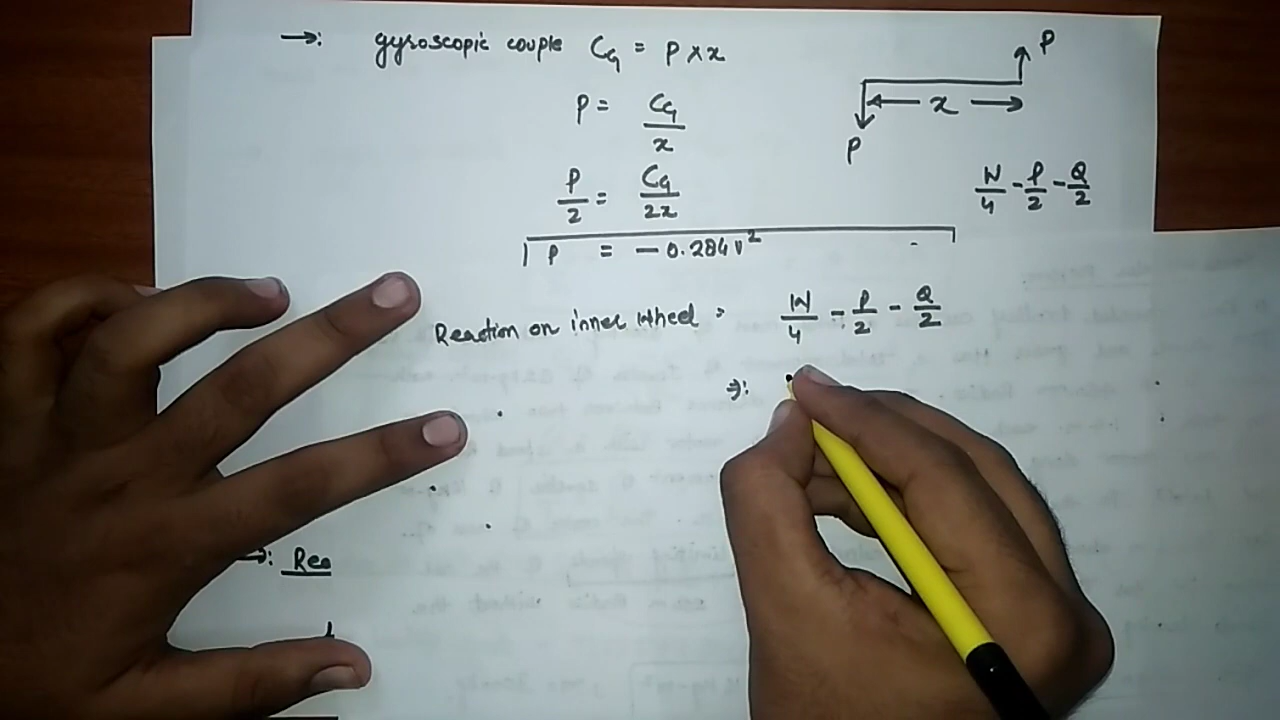 →: gyroscopic couple CG = P × x
P
P = CG/x
x
P
P/2 = CG/2x
W/4 - P/2 - Q/2
P = - 0.284 v²
Reaction on inner wheel = W/4 - P/2 - Q/2
⇒:
→: Rea